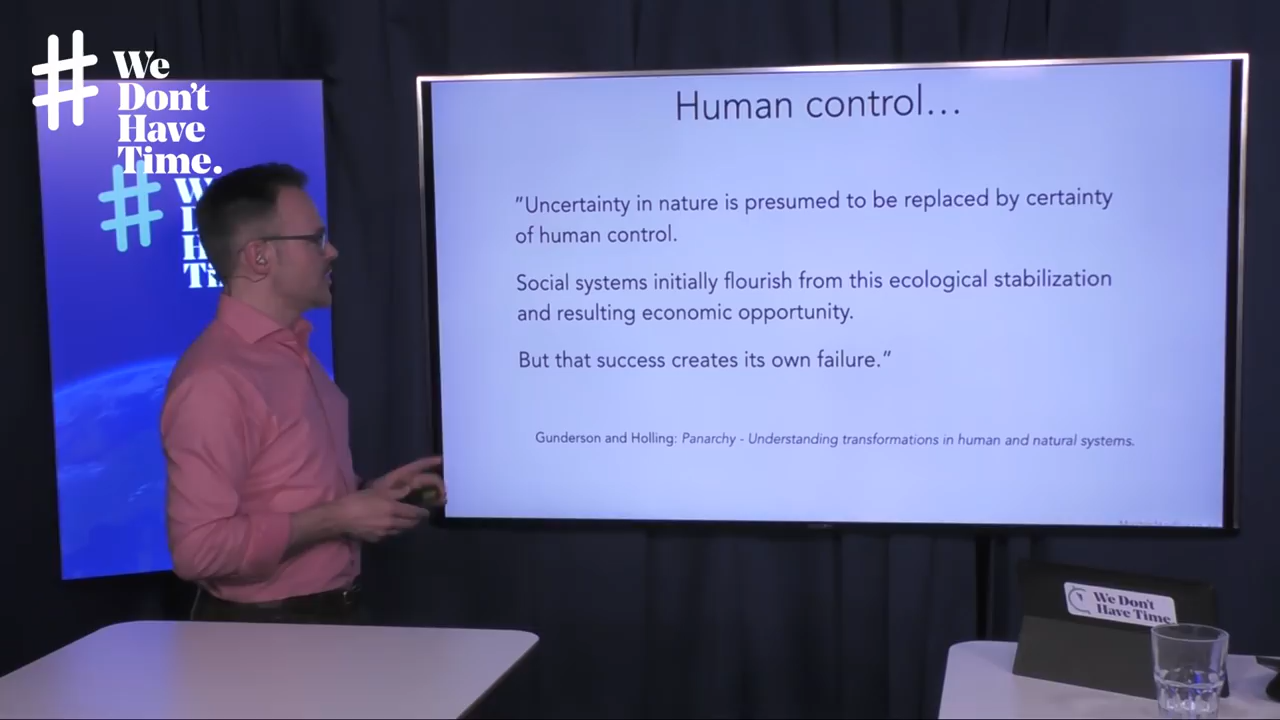 #
We
Don't
Have
Time.
#
Human control...
"Uncertainty in nature is presumed to be replaced by certainty
of human control.
Social systems initially flourish from this ecological stabilization
and resulting economic opportunity.
But that success creates its own failure."
Gunderson and Holling: Panarchy - Understanding transformations in human and natural systems.
We Don't
Have Time.